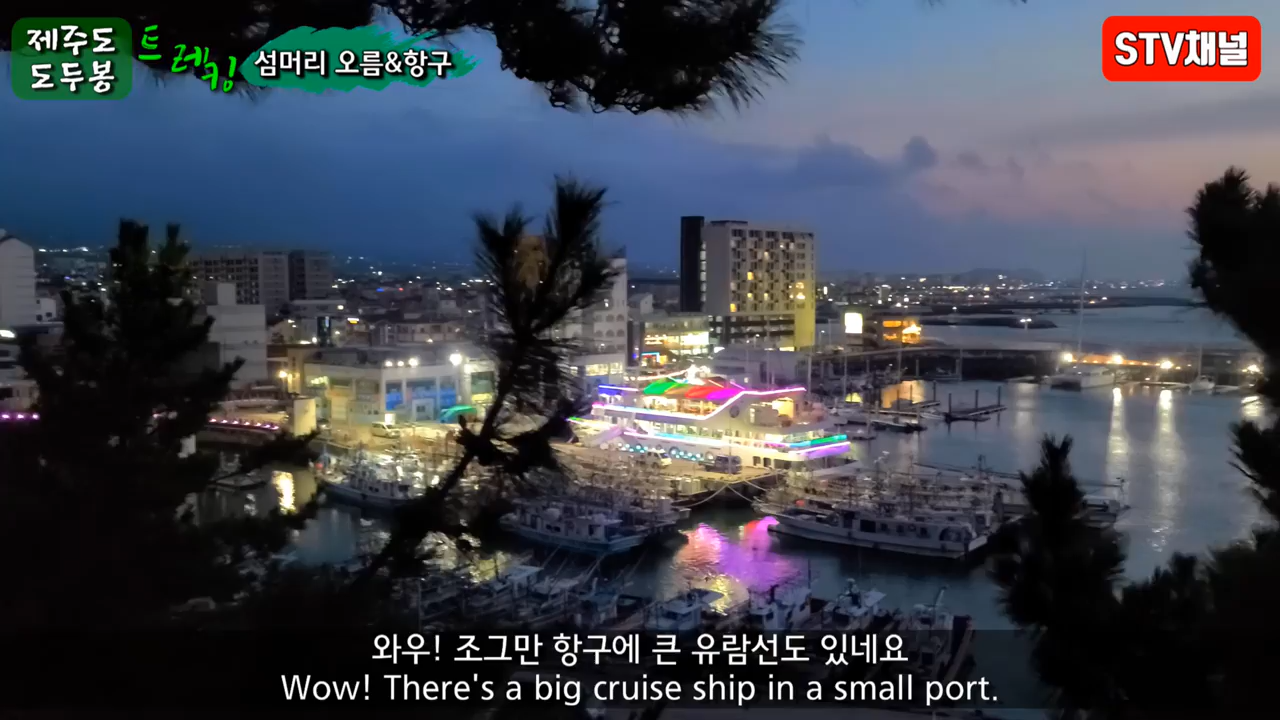 제주도
도두봉
트레킹
섬머리 오름&항구
STV채널
와우! 조그만 항구에 큰 유람선도 있네요
Wow! There's a big cruise ship in a small port.